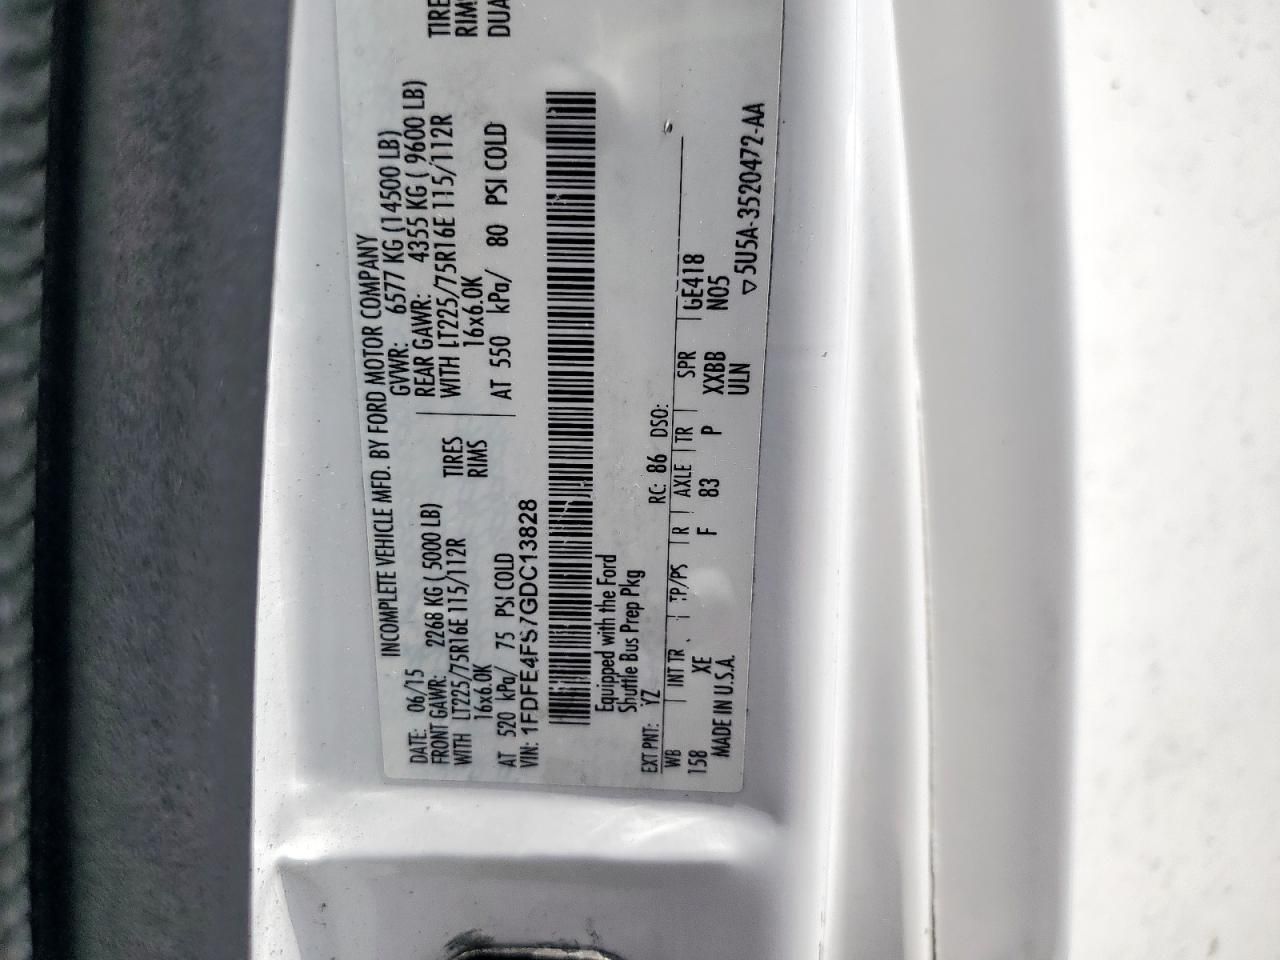 INCOMPLETE VEHICLE MFD. BY FORD MOTOR COMPANY
DATE: 06/15 GVWR: 6577 KG (14500 LB)
FRONT GAWR: 2268 KG ( 5000 LB) REAR GAWR: 4355 KG ( 9600 LB)
WITH LT225/75R16E 115/112R TIRES WITH LT225/75R16E 115/112R TIRE
16x6.0K RIMS 16x6.0K RIM
AT 520 kPa/ 75 PSI COLD AT 550 kPa/ 80 PSI COLD DUA
VIN: 1FDFE4FS7GDC13828
Equipped with the Ford
Shuttle Bus Prep Pkg
EXT PNT: YZ RC: 86 DSO:
WB INT TR TP/PS R AXLE TR SPR GE418
158 XE F 83 P XXBB N05
MADE IN U.S.A. ULN
▽ 5U5A-3520472-AA